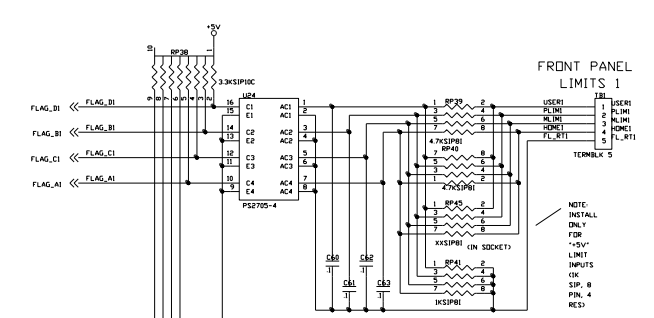 +5V
10 RP38 1
3.3KSIP10C
9 8 7 6 5 4 3 2
FLAG_D1 FLAG_D1
FLAG_B1 FLAG_B1
FLAG_C1 FLAG_C1
FLAG_A1 FLAG_A1
U24
16 C1 AC1 1
15 E1 AC1 2
14 C2 AC2 3
13 E2 AC2 4
12 C3 AC3 5
11 E3 AC3 6
10 C4 AC4 7
9 E4 AC4 8
PS2705-4
C60
.1
C61
.1
C62
.1
C63
.1
RP39
1 2
3 4
5 6
7 8
4.7KSIP8I
RP40
7 8
5 6
3 4
1 2
4.7KSIP8I
RP45
1 2
3 4
5 6
7 8
XXSIP8I (IN SOCKET)
RP41
1 2
3 4
5 6
7 8
1KSIP8I
FRONT PANEL
LIMITS 1
TB1
USER1 1 USER1
PLIM1 2 PLIM1
MLIM1 3 MLIM1
HOME1 4 HOME1
FL_RT1 5 FL_RT1
TERMBLK 5
NOTE:
INSTALL
ONLY
FOR
"+5V"
LIMIT
INPUTS
(1K
SIP, 8
PIN, 4
RES)